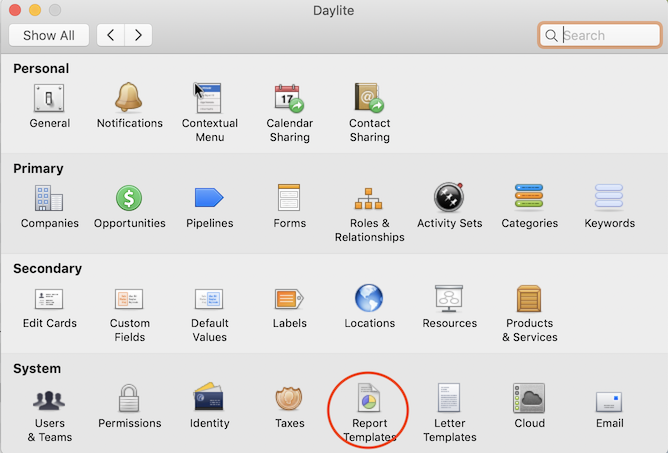 Daylite
Show All
Search
Personal
General
Notifications
Contextual
Menu
17
Calendar
Sharing
@
Contact
Sharing
Primary
Companies
$
Opportunities
Pipelines
Forms
Roles &
Relationships
Activity Sets
Categories
Keywords
Secondary
Edit Cards
Custom
Fields
Default
Values
Labels
Locations
Resources
Products
& Services
System
Users
& Teams
Permissions
Identity
Taxes
Report
Templates
Letter
Templates
Cloud
Email